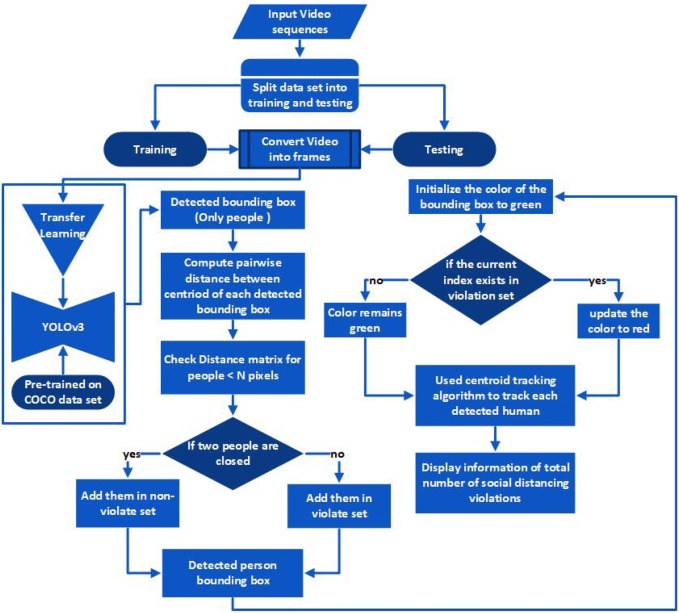 Input Video
sequences
Split data set into
training and testing
Training
Convert Video
into frames
Testing
Transfer
Learning
YOLOv3
Pre-trained on
COCO data set
Detected bounding box
(Only people )
Compute pairwise
distance between
centriod of each detected
bounding box
Check Distance matrix for
people < N pixels
If two people are
closed
yes
no
Add them in non-
violate set
Add them in
violate set
Detected person
bounding box
Initialize the color of the
bounding box to green
if the current
index exists in
violation set
no
yes
Color remains
green
update the
color to red
Used centroid tracking
algorithm to track each
detected human
Display information of total
number of social distancing
violations